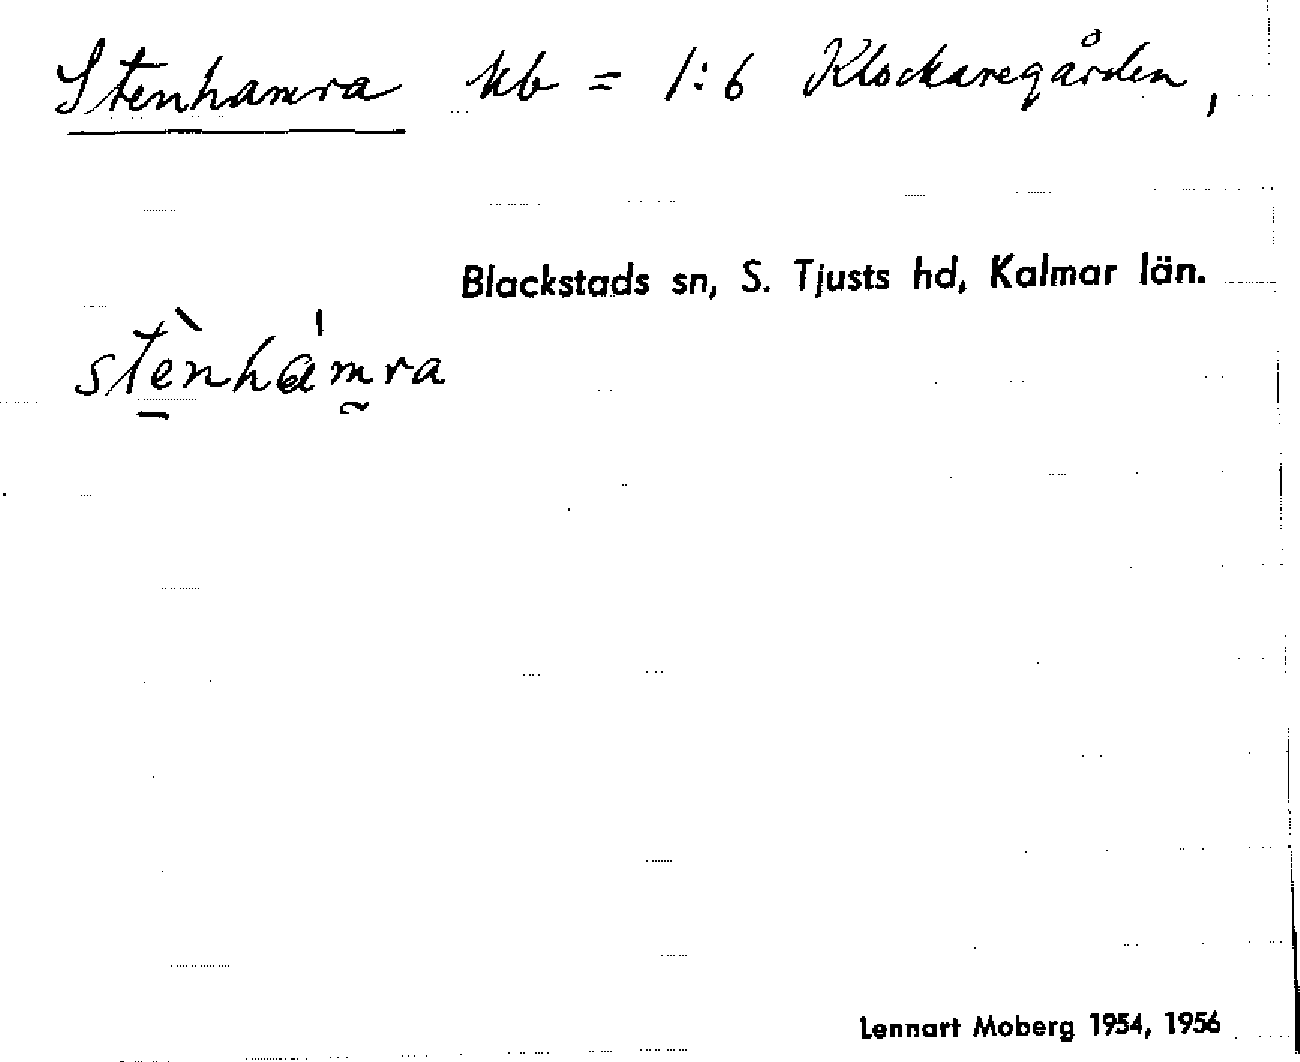 Stenhamra kb = 1:6 Klockaregården,
Blackstads sn, S. Tjusts hd, Kalmar län.
stènhámra
Lennart Moberg 1954, 1956